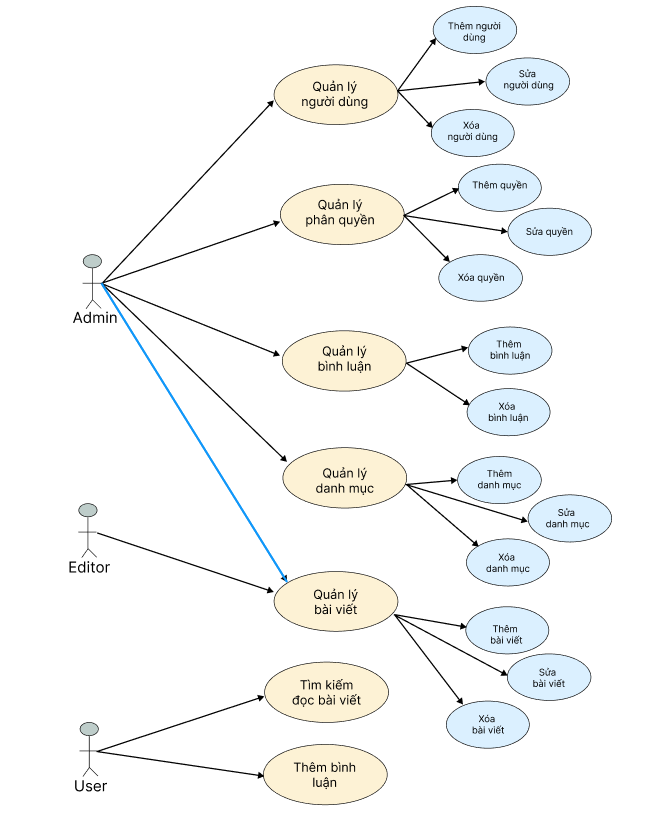 Thêm người
dùng
Quản lý
người dùng
Sửa
người dùng
Xóa
người dùng
Thêm quyền
Quản lý
phân quyền
Sửa quyền
Xóa quyền
Admin
Quản lý
bình luận
Thêm
bình luận
Xóa
bình luận
Quản lý
danh mục
Thêm
danh mục
Sửa
danh mục
Xóa
danh mục
Editor
Quản lý
bài viết
Thêm
bài viết
Sửa
bài viết
Xóa
bài viết
Tìm kiếm
đọc bài viết
User
Thêm bình
luận